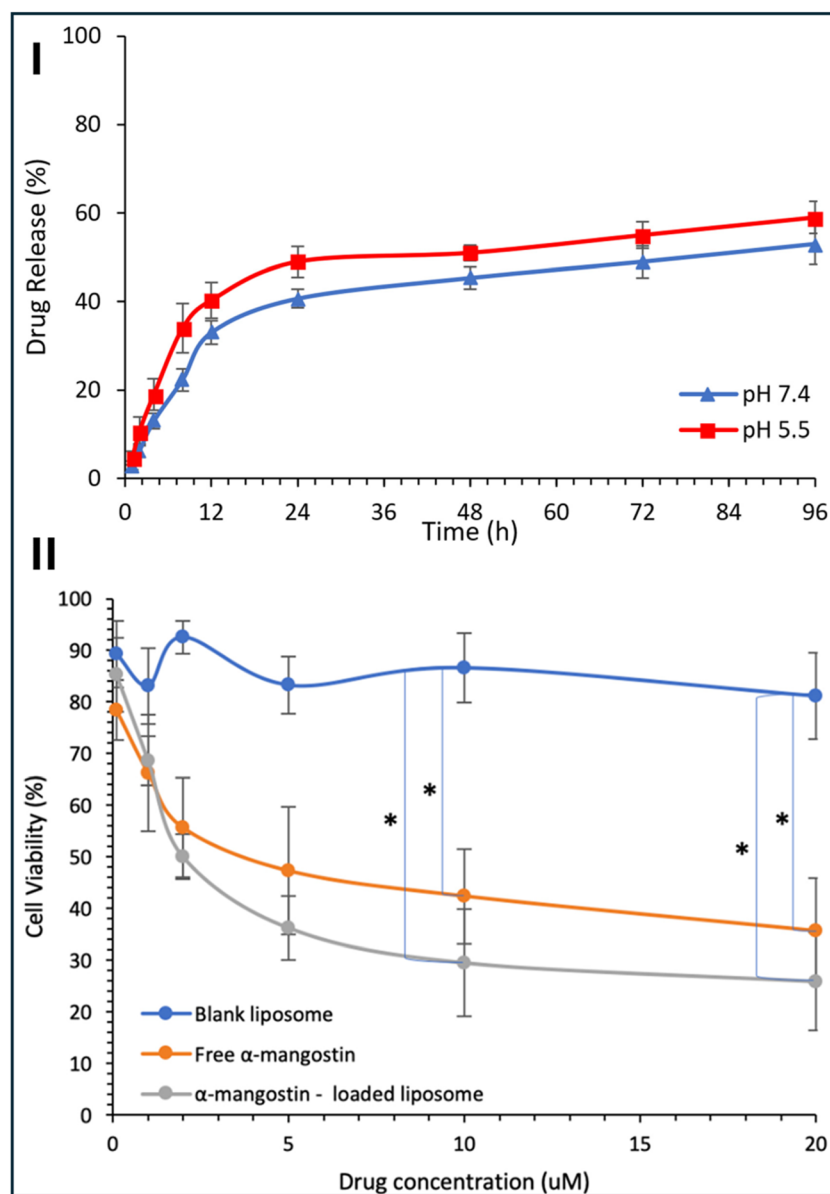 I
100
80
60
40
20
0
Drug Release (%)
pH 7.4
pH 5.5
0 12 24 36 48 60 72 84 96
Time (h)
II
100
90
80
70
60
50
40
30
20
10
0
Cell Viability (%)
*
*
*
*
Blank liposome
Free α-mangostin
α-mangostin - loaded liposome
0 5 10 15 20
Drug concentration (uM)